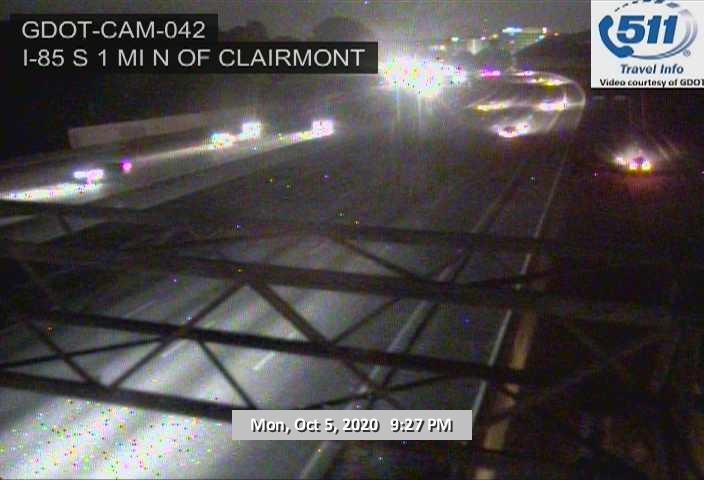 GDOT-CAM-042
I-85 S 1 MI N OF CLAIRMONT
511
Travel Info
Video courtesy of GDOT
Mon, Oct 5, 2020 9:27 PM